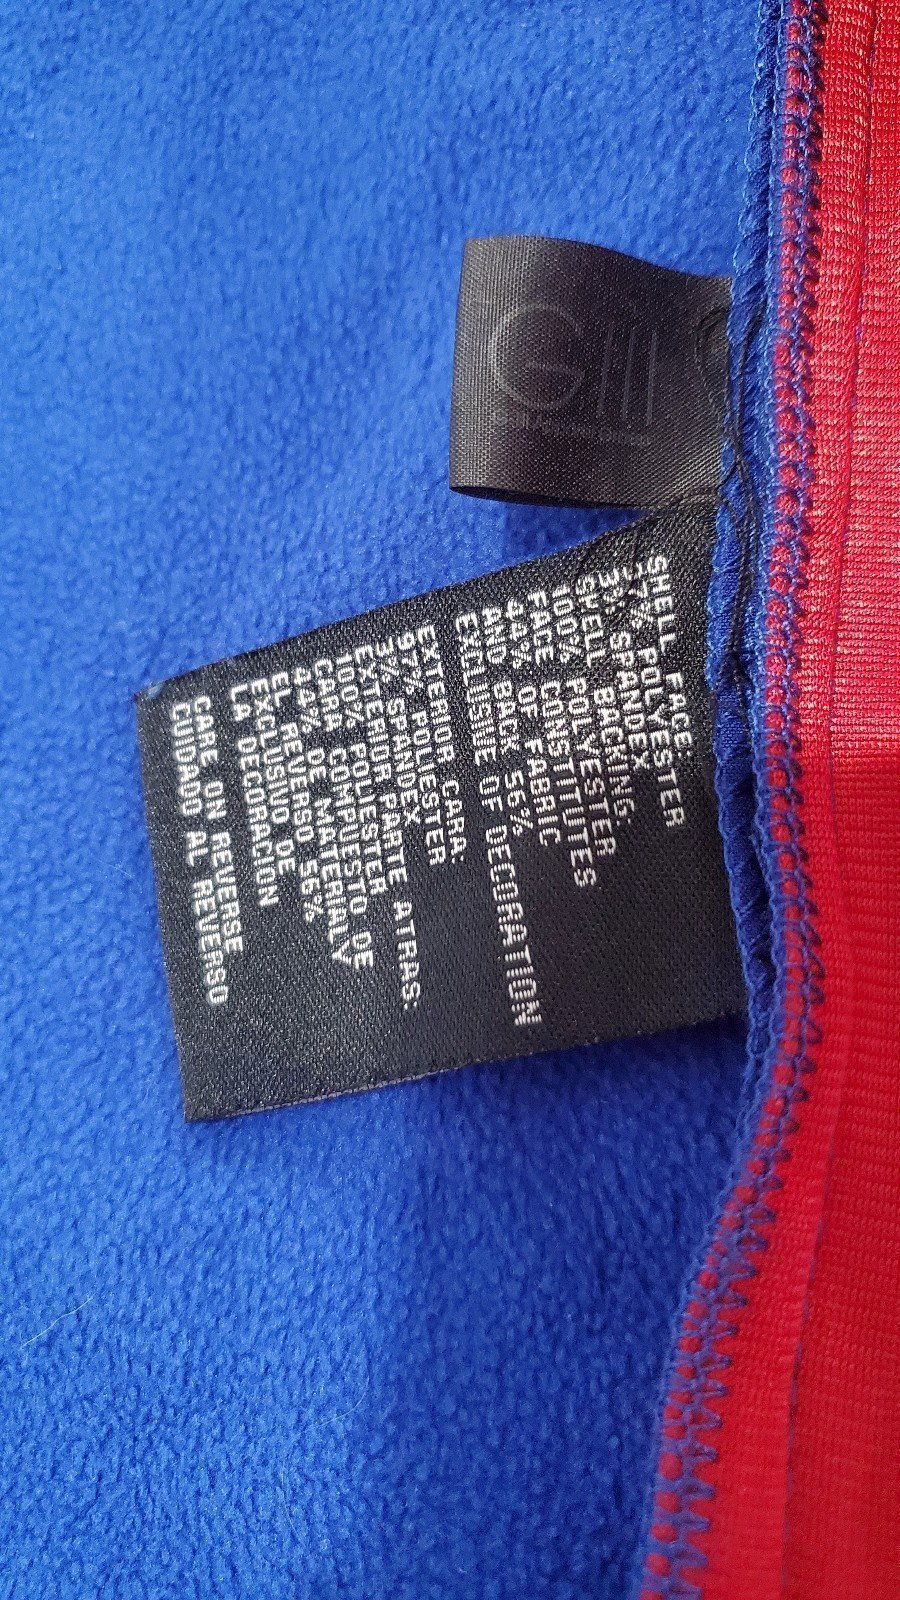 GIII
SHELL FACE
97% POLYESTER
3% SPANDEX
SHELL BACKING:
100% POLYESTER
FACE CONSTITUTES
44% OF FABRIC
AND BACK 56%
EXCLUSIVE OF DECORATION
EXTERIOR CARA:
97% POLIESTER
3% SPANDEX
EXTERIOR PARTE ATRAS:
100% POLIESTER
CARA COMPUESTO DE
44% DE MATERIALY
EL REVERSO 56%
EXCLUSIVO DE
LA DECORACION
CARE ON REVERSE
CUIDADO AL REVERSO